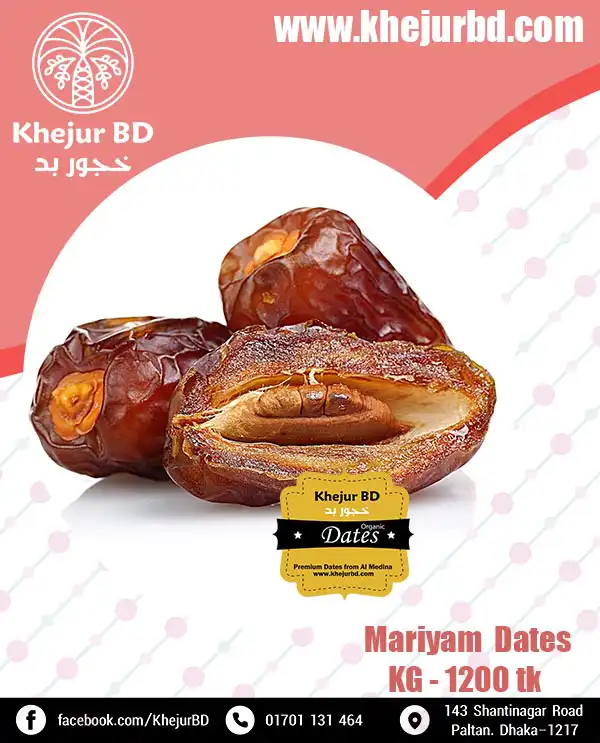 www.khejurbd.com
Khejur BD
خجور بد
Khejur BD
خجور بد
Organic
Dates
Premium Dates from Al Medina
www.khejurbd.com
Mariyam Dates
KG - 1200 tk
facebook.com/KhejurBD
01701 131 464
143 Shantinagar Road
Paltan. Dhaka-1217